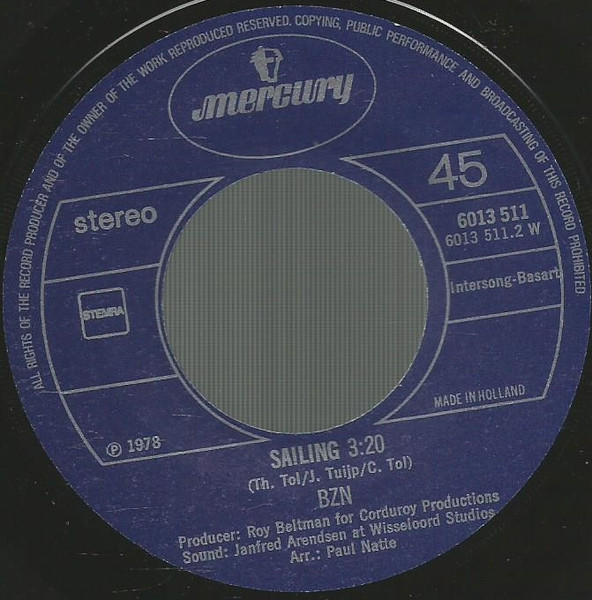 ALL RIGHTS OF THE RECORD PRODUCER AND OF THE OWNER OF THE WORK REPRODUCED RESERVED. COPYING, PUBLIC PERFORMANCE AND BROADCASTING OF THIS RECORD PROHIBITED
mercury
stereo
45
6013 511
6013 511.2 W
STEMRA
Intersong-Basart
MADE IN HOLLAND
℗ 1978
SAILING 3:20
(Th. Tol/J. Tuijp/C. Tol)
BZN
Producer: Roy Beltman for Corduroy Productions
Sound: Janfred Arendsen at Wisseloord Studios
Arr.: Paul Natte